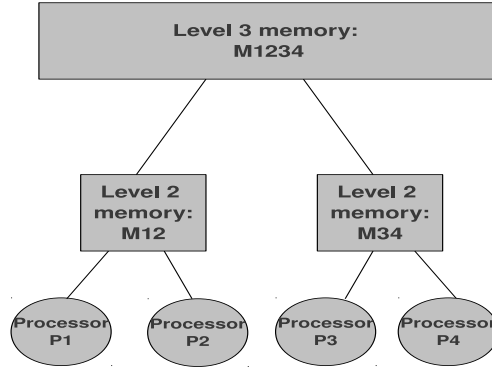 Level 3 memory:
M1234
Level 2
memory:
M12
Level 2
memory:
M34
Processor
P1
Processor
P2
Processor
P3
Processor
P4